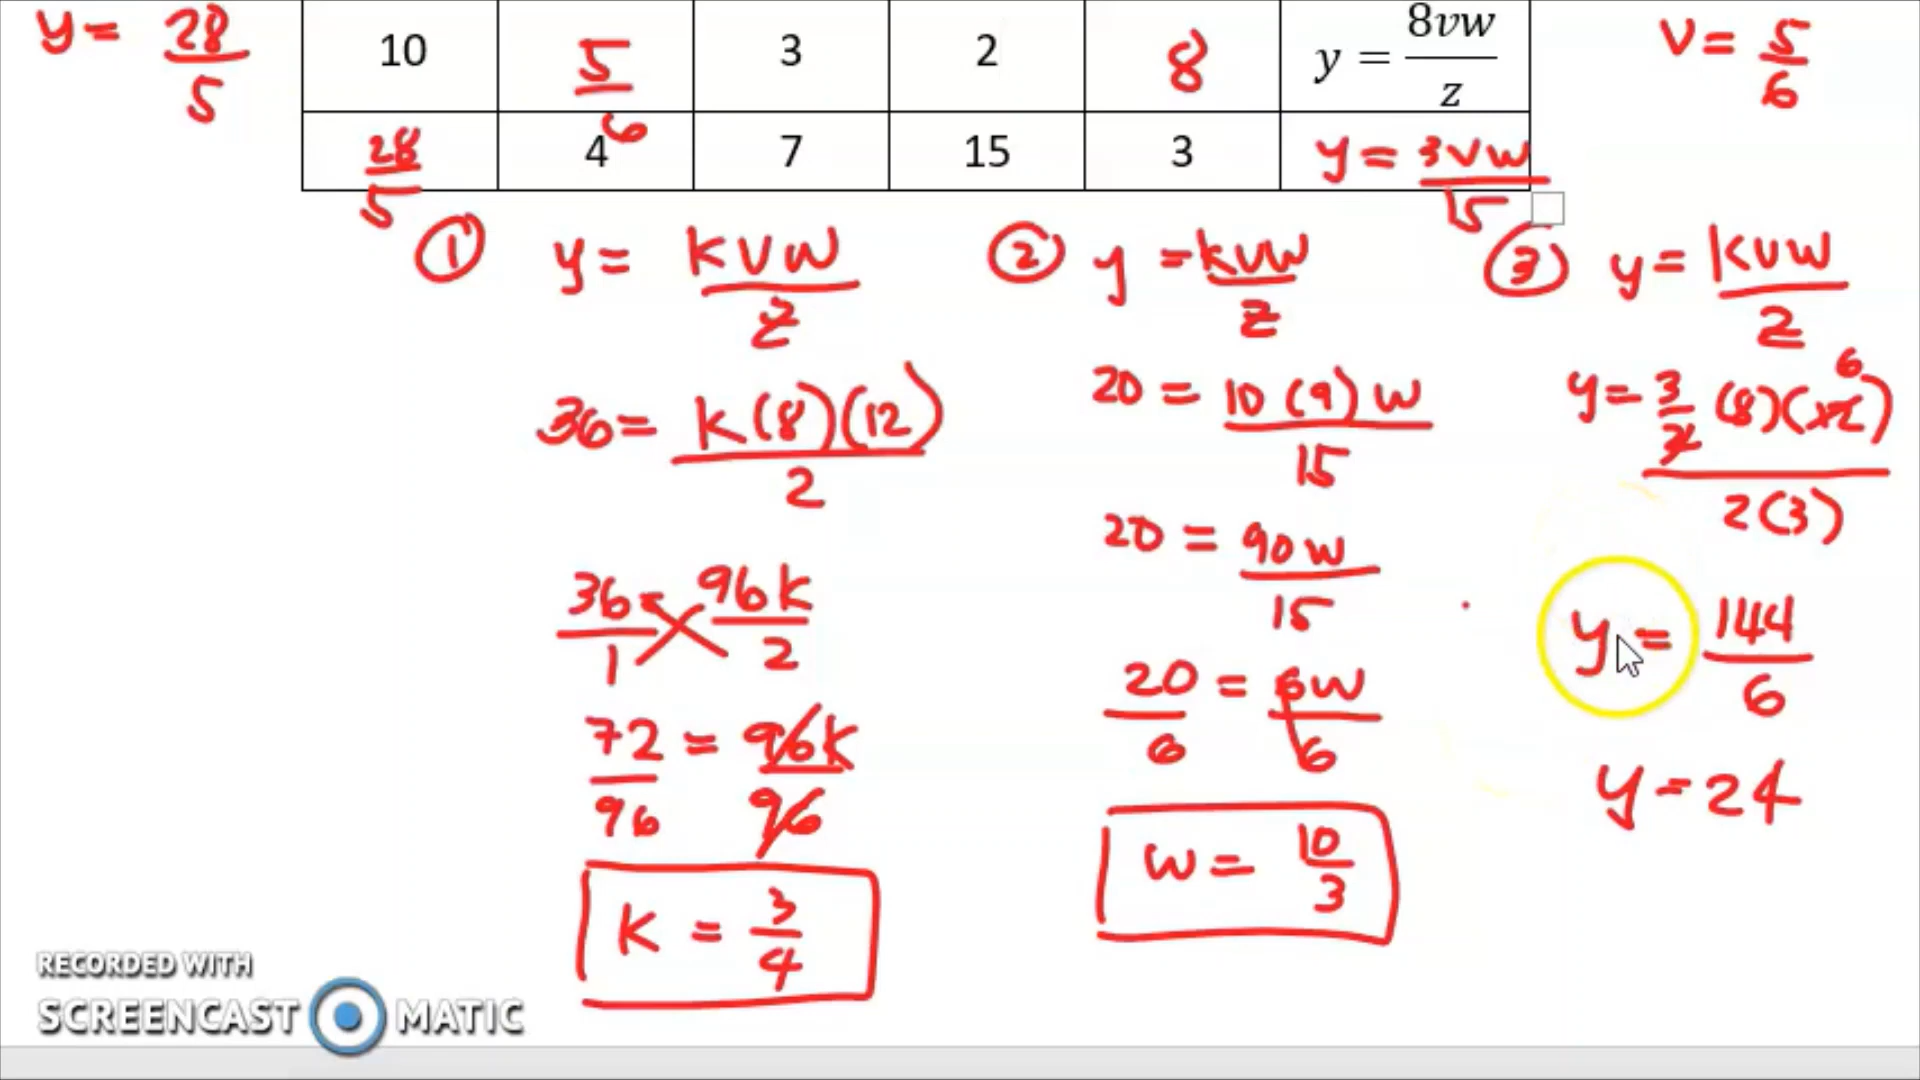 y = 28/5
10 5/6 3 2 8 y = 8vw/z
v = 5/6
28/5 4 7 15 3 y = 3vw/15
① y = kvw/z
36 = k(8)(12)/2
36/1 = 96k/2
72/96 = 96k/96
k = 3/4
② y = kvw/z
20 = 10(9)w/15
20 = 90w/15
20/6 = 6w/6
w = 10/3
③ y = kvw/z
6
y = 3/2 (8)(12)/2(3)
y = 144/6
y = 24
RECORDED WITH
SCREENCAST MATIC